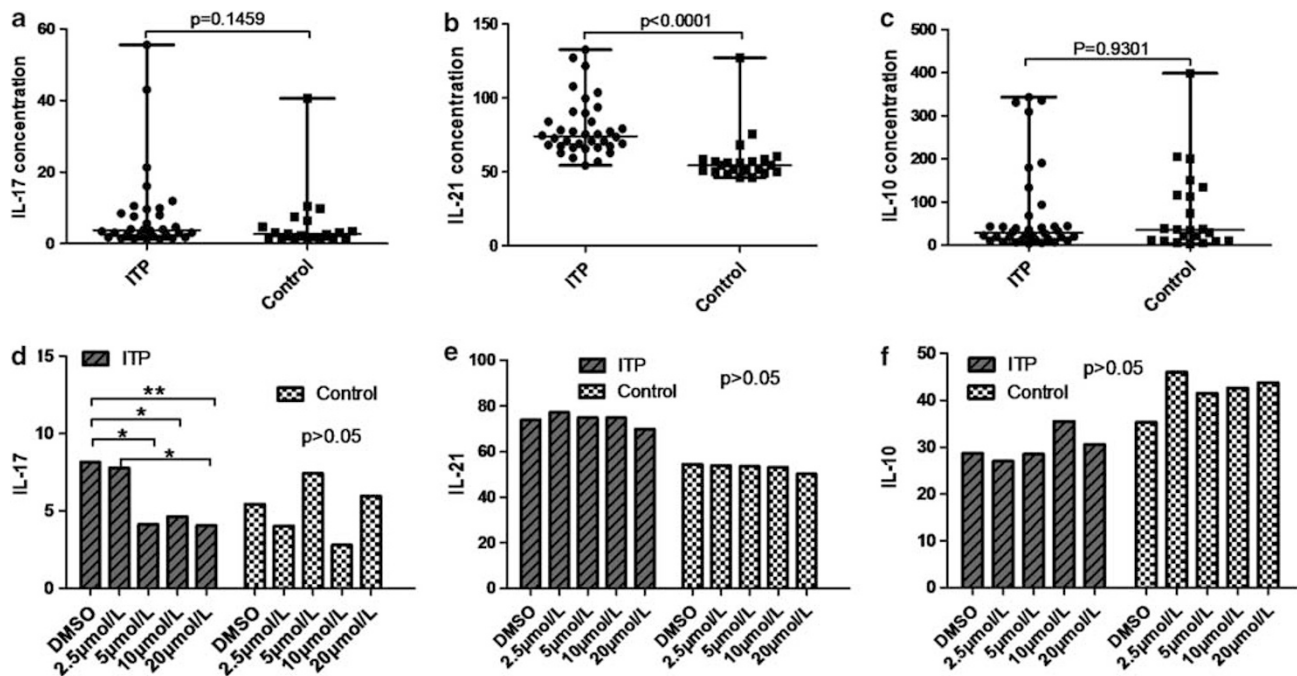 a
p=0.1459
IL-17 concentration
60
40
20
0
ITP
Control
b
p<0.0001
IL-21 concentration
150
100
50
0
ITP
Control
c
P=0.9301
IL-10 concentration
500
400
300
200
100
0
ITP
Control
d
ITP
Control
**
*
*
*
p>0.05
IL-17
15
10
5
0
DMSO
2.5μmol/L
5μmol/L
10μmol/L
20μmol/L
DMSO
2.5μmol/L
5μmol/L
10μmol/L
20μmol/L
e
ITP
Control
p>0.05
IL-21
100
80
60
40
20
0
DMSO
2.5μmol/L
5μmol/L
10μmol/L
20μmol/L
DMSO
2.5μmol/L
5μmol/L
10μmol/L
20μmol/L
f
ITP
Control
p>0.05
IL-10
50
40
30
20
10
0
DMSO
2.5μmol/L
5μmol/L
10μmol/L
20μmol/L
DMSO
2.5μmol/L
5μmol/L
10μmol/L
20μmol/L